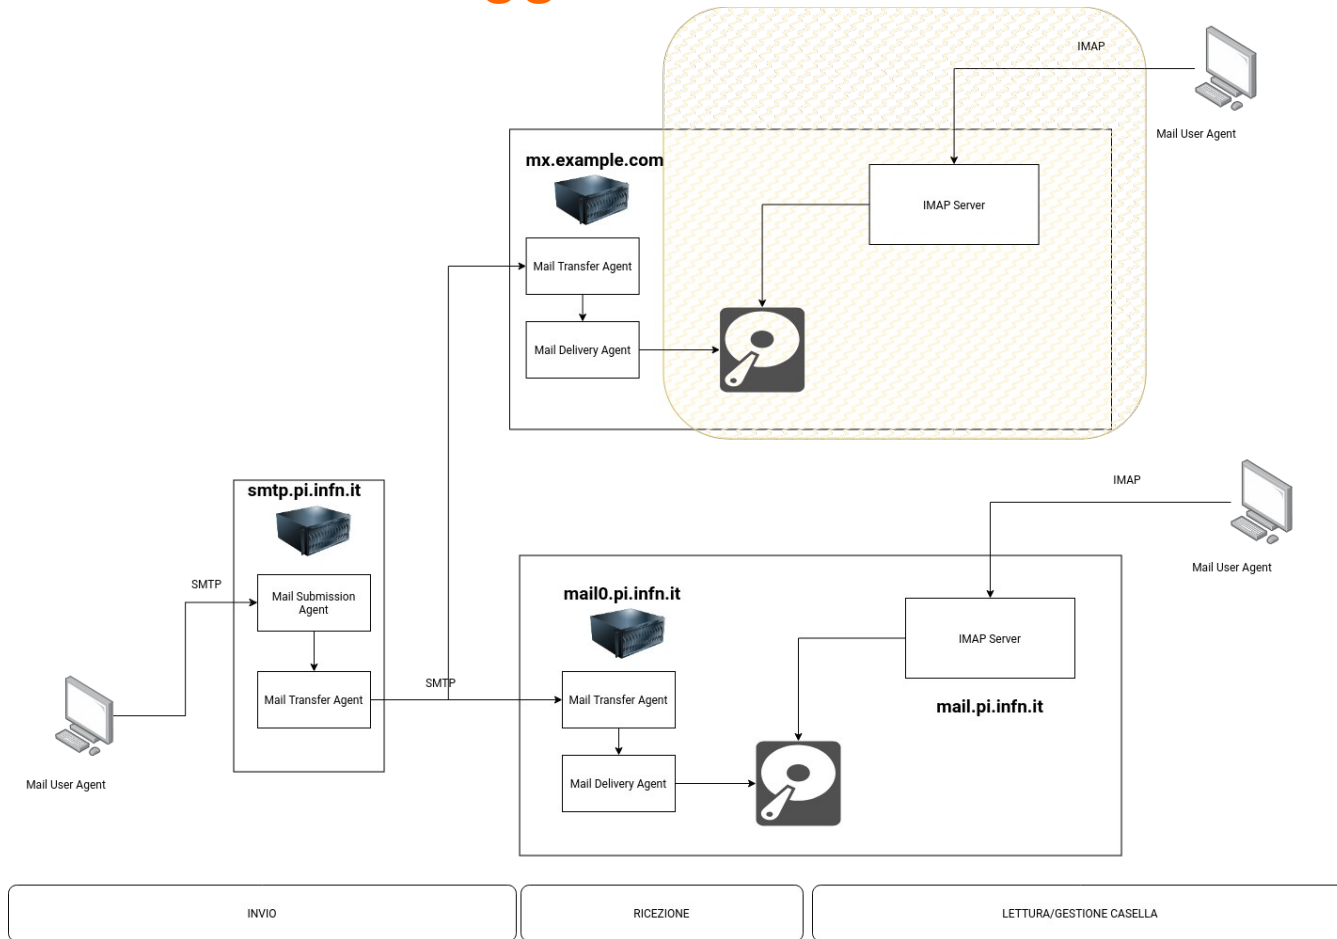 IMAP
Mail User Agent
mx.example.com
IMAP Server
Mail Transfer Agent
Mail Delivery Agent
IMAP
Mail User Agent
smtp.pi.infn.it
SMTP
Mail Submission
Agent
Mail Transfer Agent
SMTP
Mail User Agent
mail0.pi.infn.it
IMAP Server
mail.pi.infn.it
Mail Transfer Agent
Mail Delivery Agent
INVIO
RICEZIONE
LETTURA/GESTIONE CASELLA